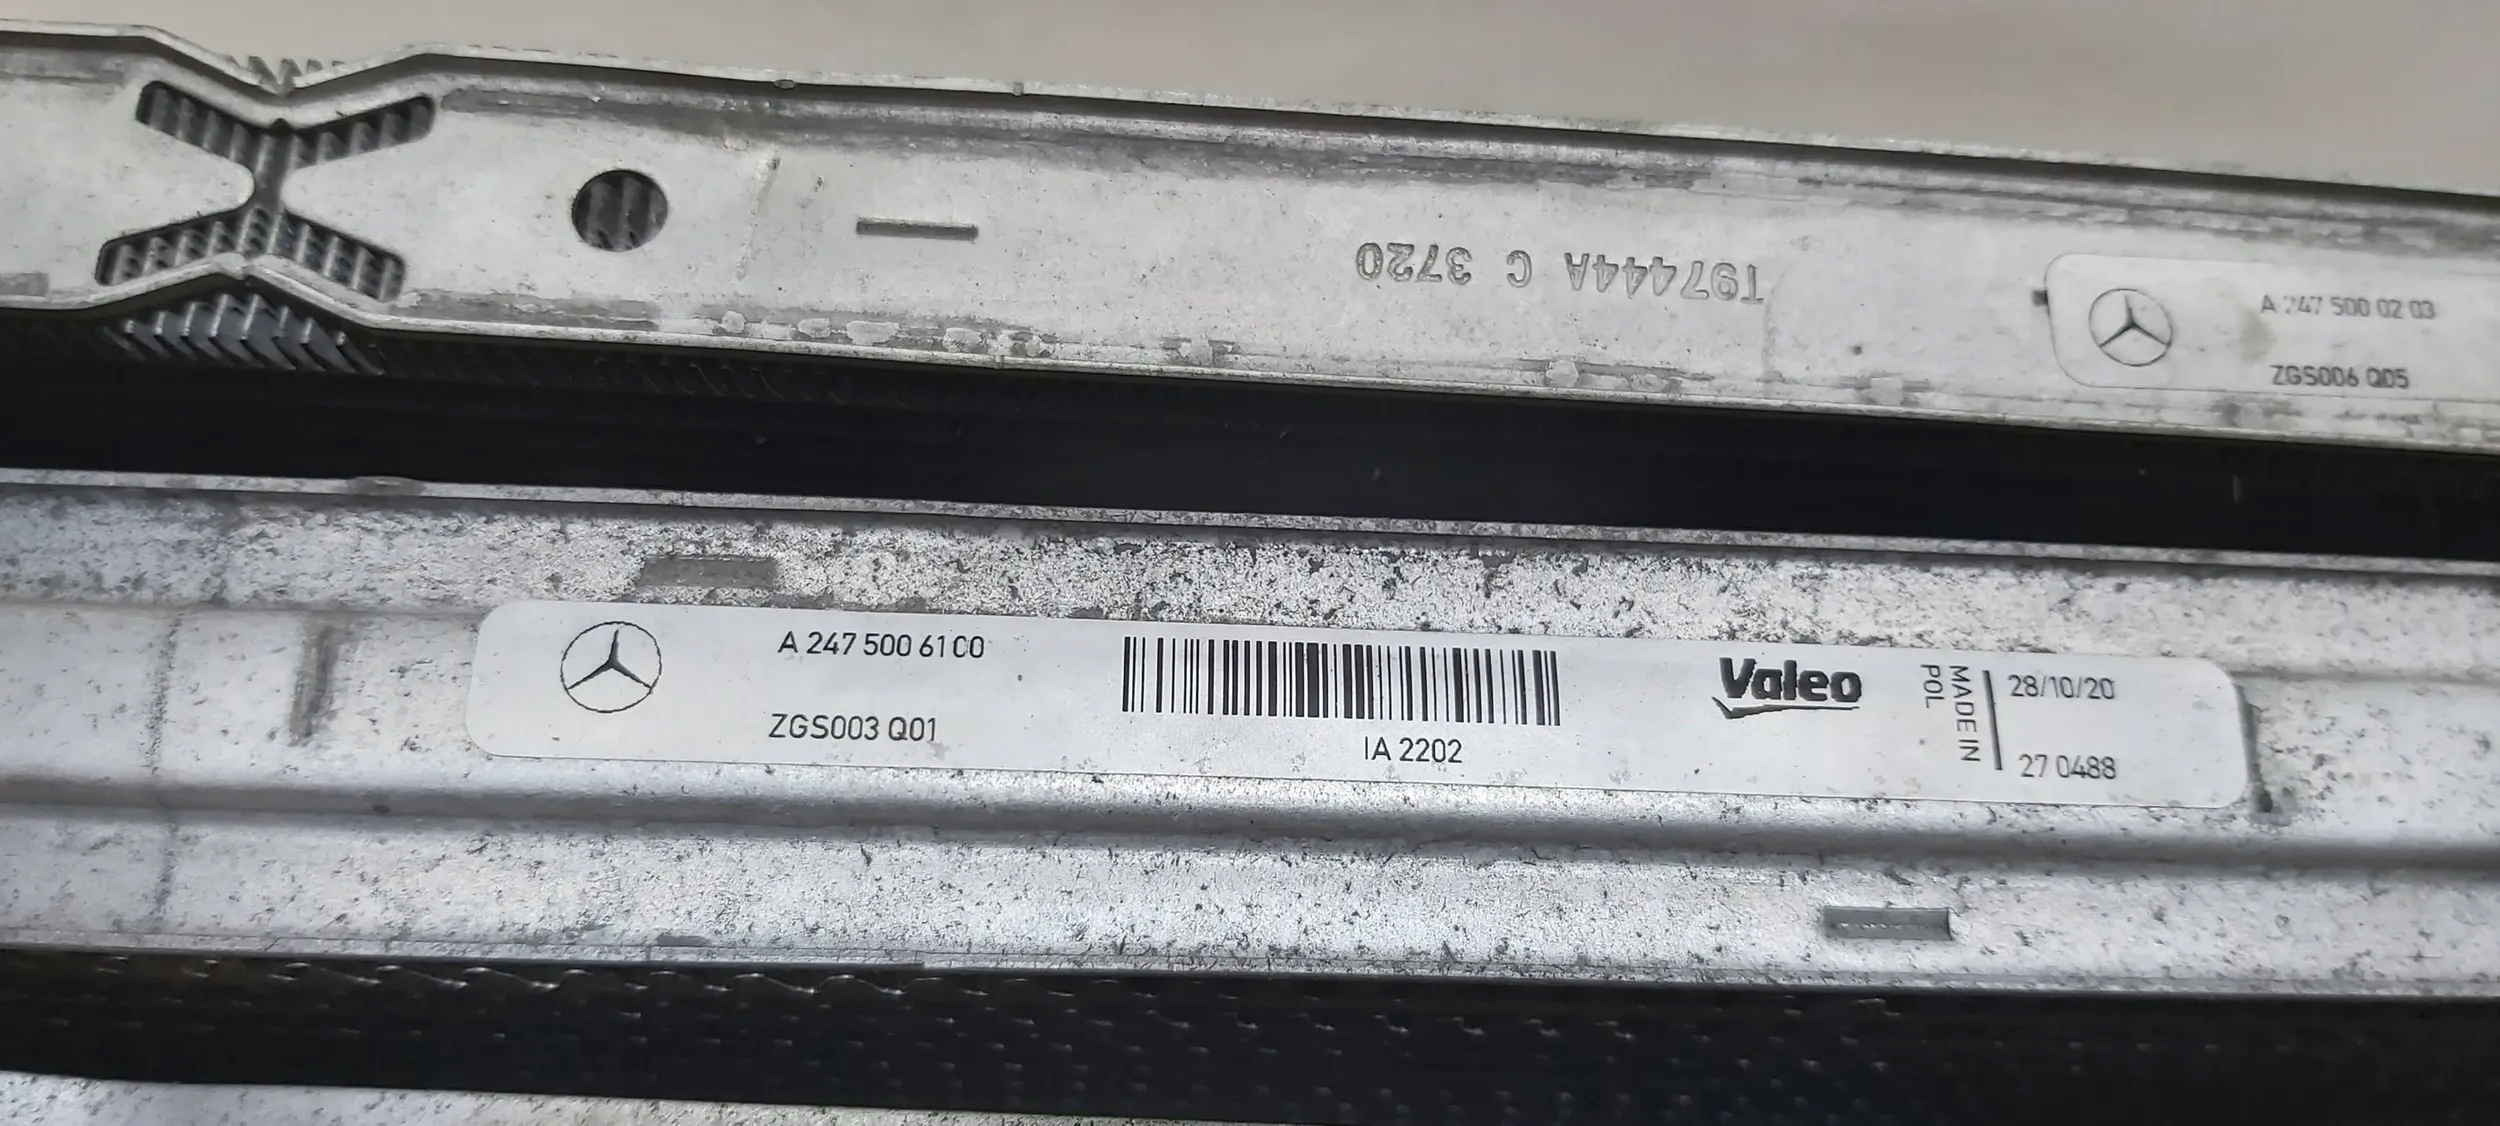 T97444A C 3720
A 247 500 02 03
ZGS006 Q05
A 247 500 61 00
ZGS003 Q01
IA 2202
Valeo
MADE IN
POL
28/10/20
27 0488